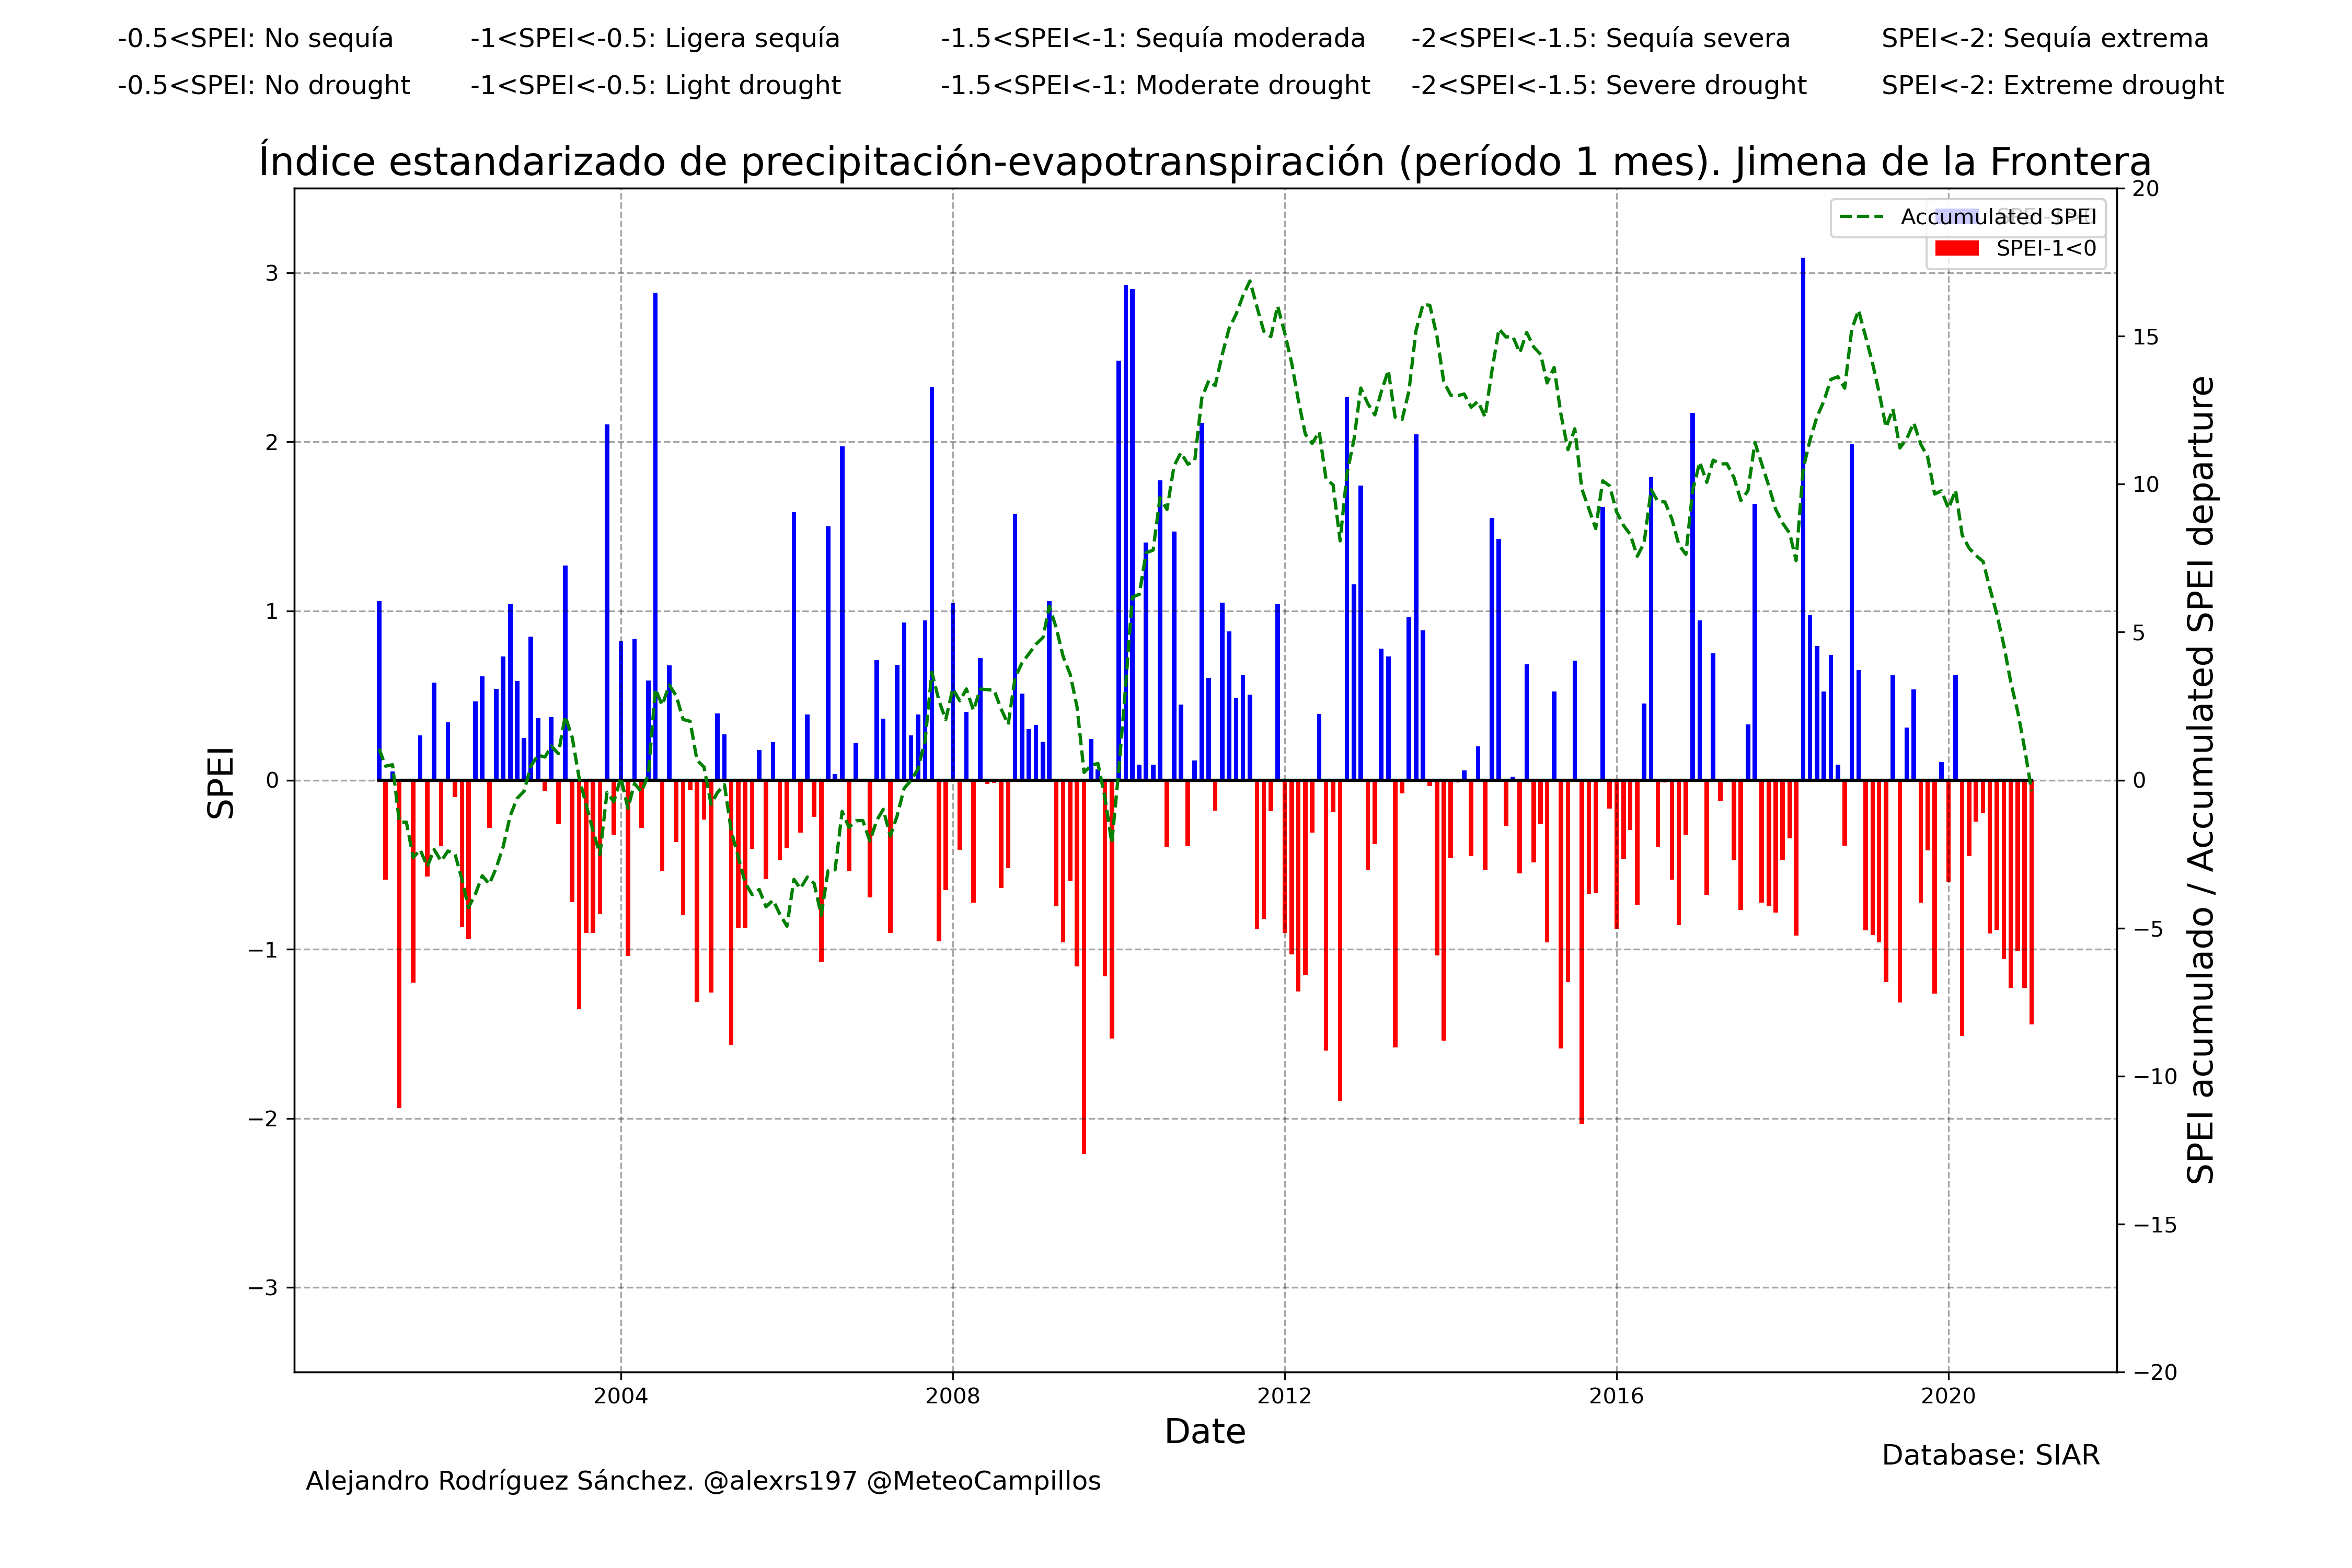 -0.5<SPEI: No sequía -1<SPEI<-0.5: Ligera sequía -1.5<SPEI<-1: Sequía moderada -2<SPEI<-1.5: Sequía severa SPEI<-2: Sequía extrema
-0.5<SPEI: No drought -1<SPEI<-0.5: Light drought -1.5<SPEI<-1: Moderate drought -2<SPEI<-1.5: Severe drought SPEI<-2: Extreme drought
Índice estandarizado de precipitación-evapotranspiración (período 1 mes). Jimena de la Frontera
Accumulated SPEI
SPEI-1<0
SPEI
3
2
1
0
−1
−2
−3
20
15
10
5
0
−5
−10
−15
−20
SPEI acumulado / Accumulated SPEI departure
2004 2008 2012 2016 2020
Date
Database: SIAR
Alejandro Rodríguez Sánchez. @alexrs197 @MeteoCampillos